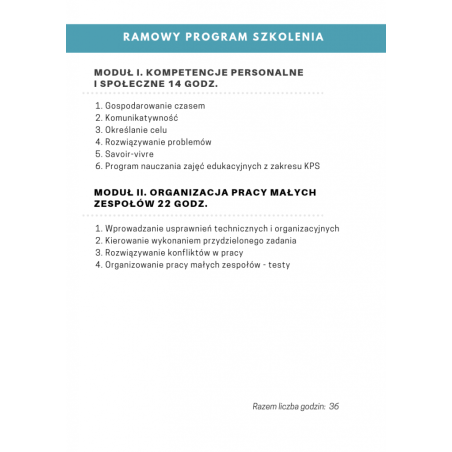 RAMOWY PROGRAM SZKOLENIA
MODUŁ I. KOMPETENCJE PERSONALNE
I SPOŁECZNE 14 GODZ.
1. Gospodarowanie czasem
2. Komunikatywność
3. Określanie celu
4. Rozwiązywanie problemów
5. Savoir-vivre
6. Program nauczania zajęć edukacyjnych z zakresu KPS
MODUŁ II. ORGANIZACJA PRACY MAŁYCH
ZESPOŁÓW 22 GODZ.
1. Wprowadzanie usprawnień technicznych i organizacyjnych
2. Kierowanie wykonaniem przydzielonego zadania
3. Rozwiązywanie konfliktów w pracy
4. Organizowanie pracy małych zespołów - testy
Razem liczba godzin: 36